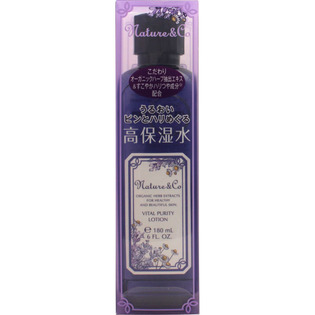 Nature&Co
こだわり
オーガニックハーブ抽出エキス
&すこやかハリツヤ成分
配合
うるおい
ピンとハリめぐる
高保湿水
Nature&Co
ORGANIC HERB EXTRACTS
FOR HEALTHY
AND BEAUTIFUL SKIN
VITAL PURITY
LOTION
℮ 180 mL
6 FL. OZ.